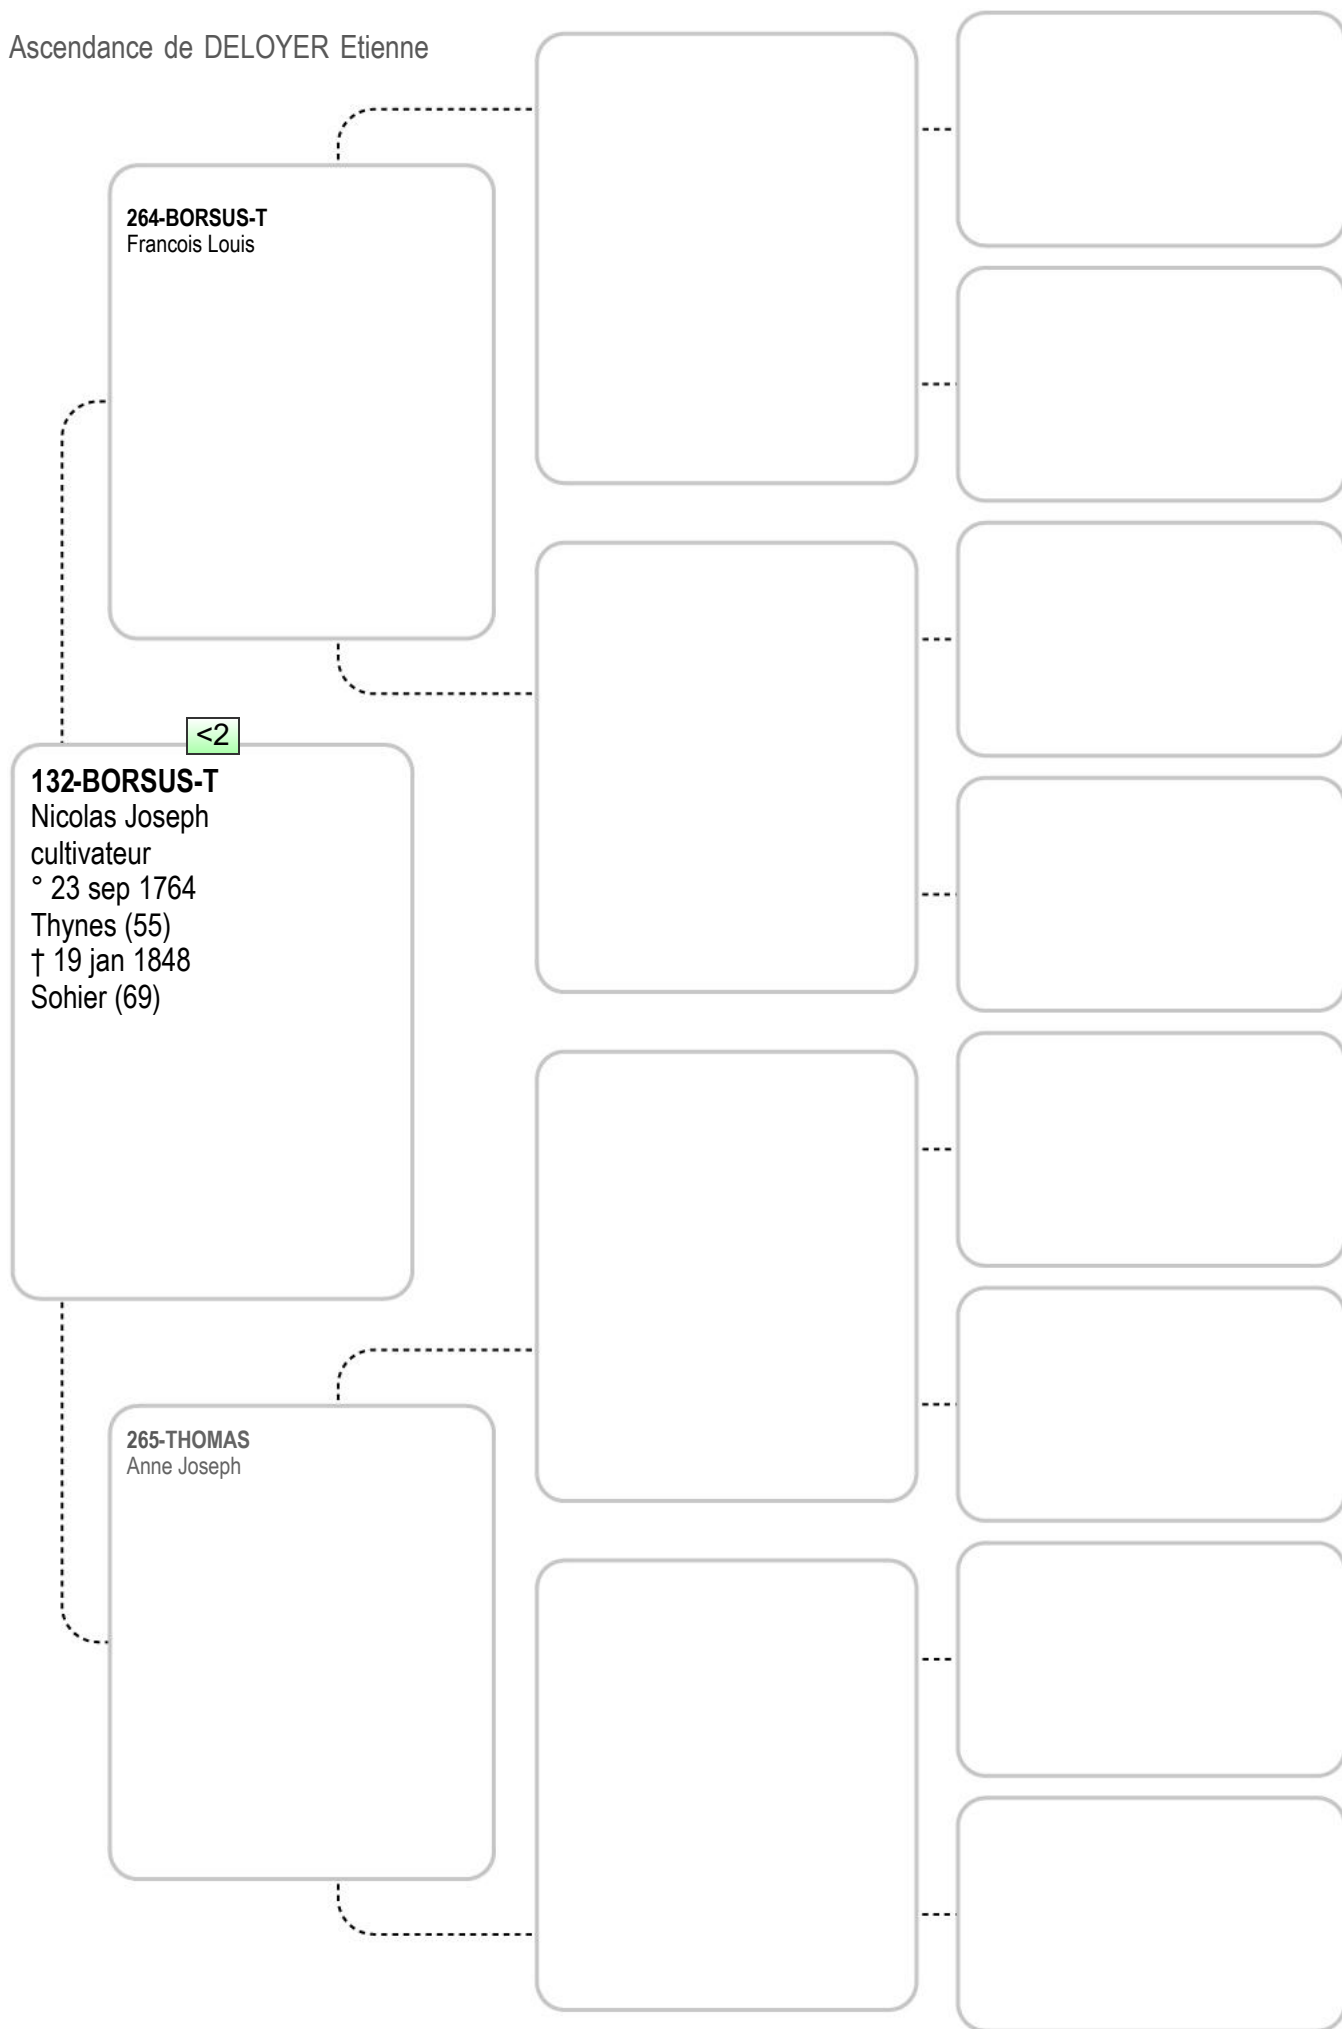 Ascendance de DELOYER Etienne
264-BORSUS-T
Francois Louis
<2
132-BORSUS-T
Nicolas Joseph
cultivateur
° 23 sep 1764
Thynes (55)
† 19 jan 1848
Sohier (69)
265-THOMAS
Anne Joseph